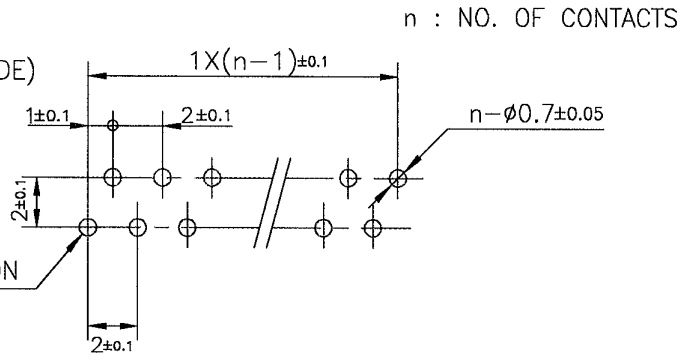 n : NO. OF CONTACTS
DE)
1X(n-1)±0.1
1±0.1
2±0.1
n-ø0.7±0.05
2±0.1
ON
2±0.1